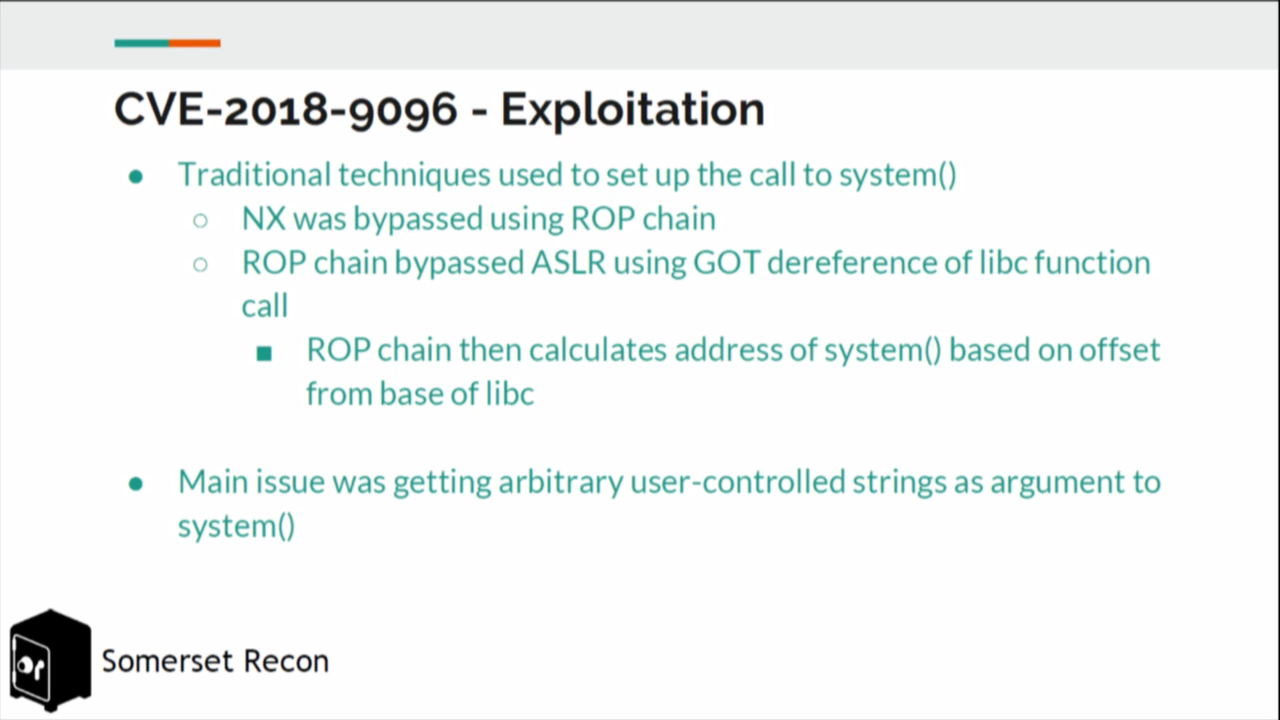 CVE-2018-9096 - Exploitation
● Traditional techniques used to set up the call to system()
○ NX was bypassed using ROP chain
○ ROP chain bypassed ASLR using GOT dereference of libc function
call
■ ROP chain then calculates address of system() based on offset
from base of libc
● Main issue was getting arbitrary user-controlled strings as argument to
system()
Somerset Recon